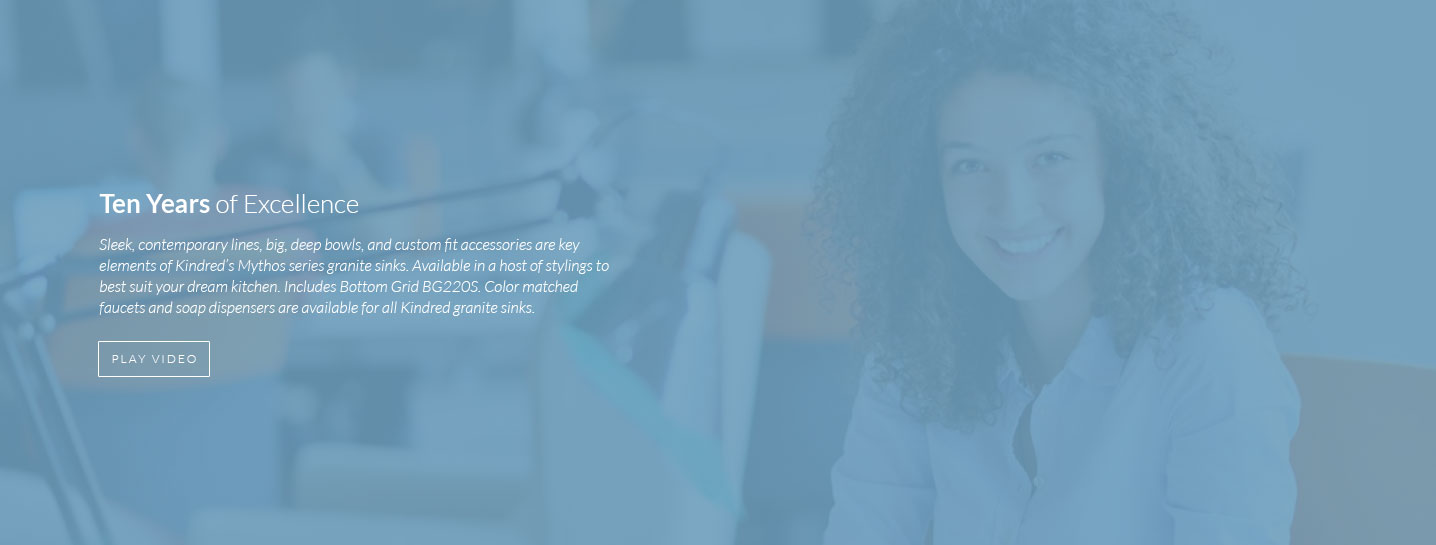 Ten Years of Excellence
Sleek, contemporary lines, big, deep bowls, and custom fit accessories are key
elements of Kindred's Mythos series granite sinks. Available in a host of stylings to
best suit your dream kitchen. Includes Bottom Grid BG220S. Color matched
faucets and soap dispensers are available for all Kindred granite sinks.
PLAY VIDEO